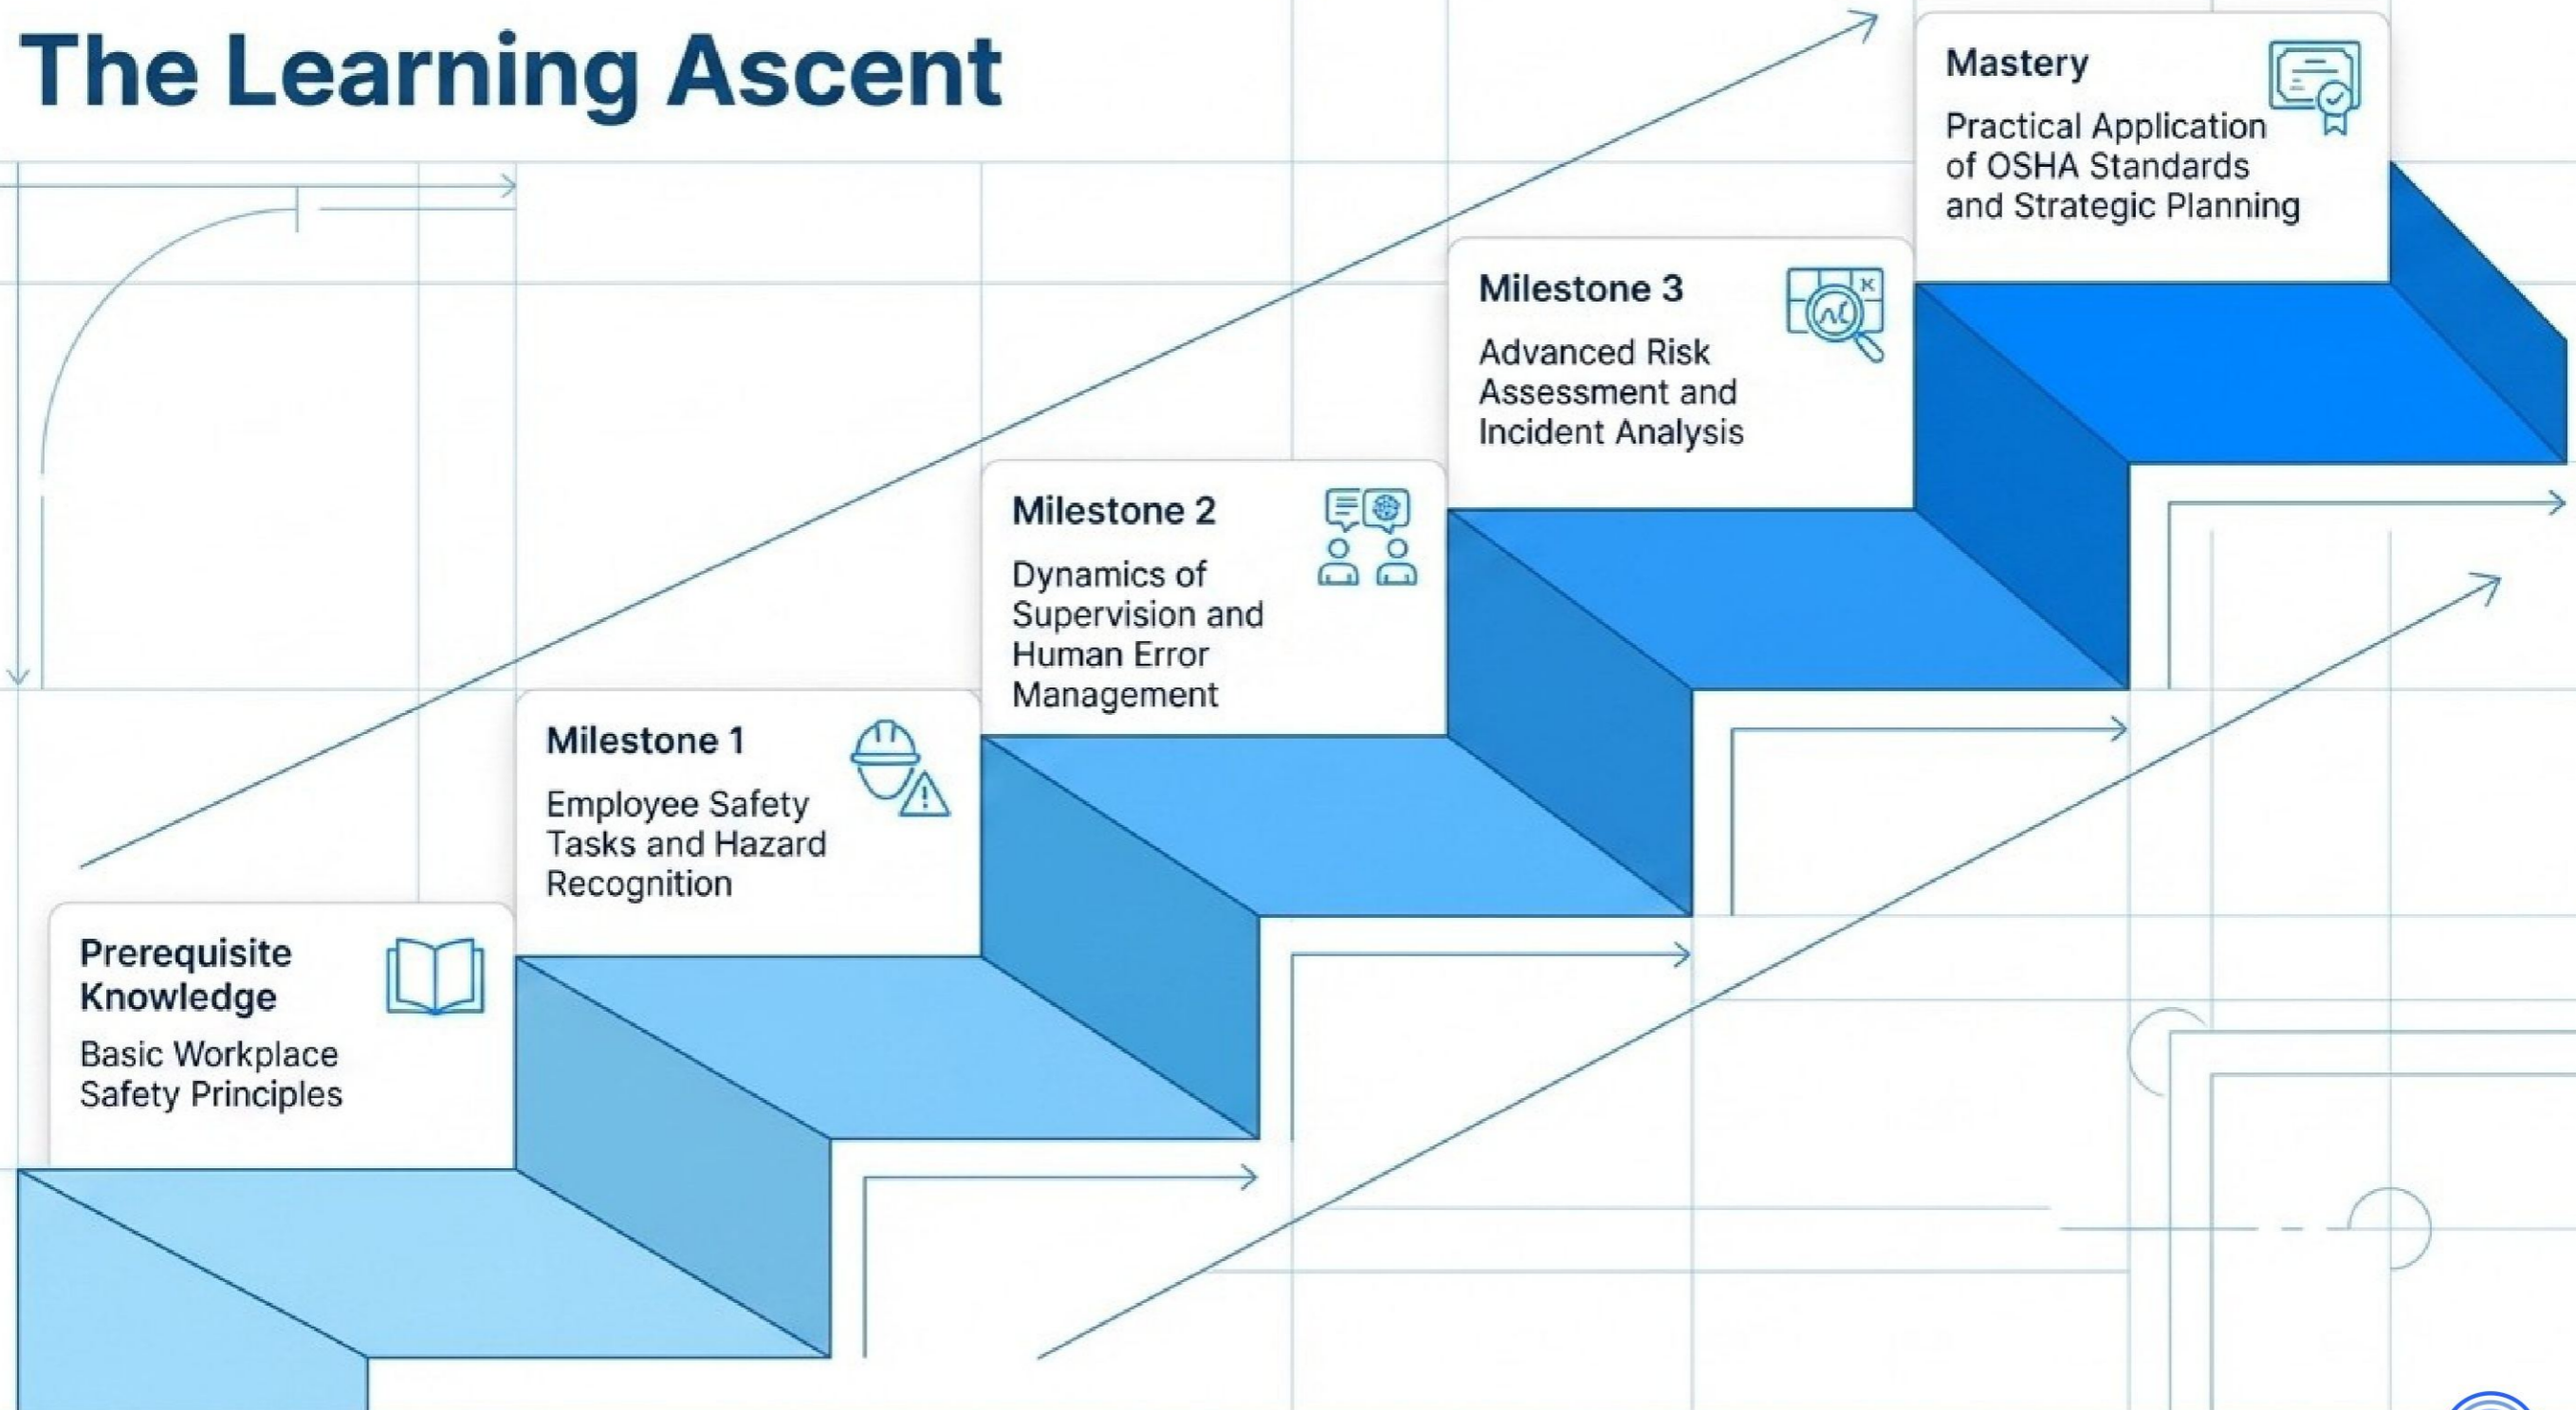 The Learning Ascent
Mastery
Practical Application
of OSHA Standards
and Strategic Planning
Milestone 3
Advanced Risk
Assessment and
Incident Analysis
Milestone 2
Dynamics of
Supervision and
Human Error
Management
Milestone 1
Employee Safety
Tasks and Hazard
Recognition
Prerequisite
Knowledge
Basic Workplace
Safety Principles